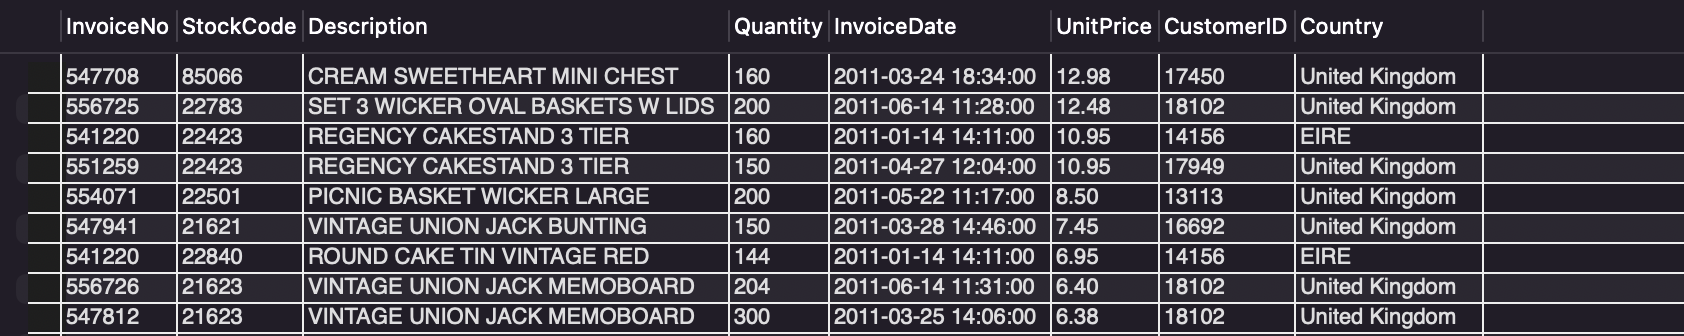 InvoiceNo StockCode Description Quantity InvoiceDate UnitPrice CustomerID Country
547708 85066 CREAM SWEETHEART MINI CHEST 160 2011-03-24 18:34:00 12.98 17450 United Kingdom
556725 22783 SET 3 WICKER OVAL BASKETS W LIDS 200 2011-06-14 11:28:00 12.48 18102 United Kingdom
541220 22423 REGENCY CAKESTAND 3 TIER 160 2011-01-14 14:11:00 10.95 14156 EIRE
551259 22423 REGENCY CAKESTAND 3 TIER 150 2011-04-27 12:04:00 10.95 17949 United Kingdom
554071 22501 PICNIC BASKET WICKER LARGE 200 2011-05-22 11:17:00 8.50 13113 United Kingdom
547941 21621 VINTAGE UNION JACK BUNTING 150 2011-03-28 14:46:00 7.45 16692 United Kingdom
541220 22840 ROUND CAKE TIN VINTAGE RED 144 2011-01-14 14:11:00 6.95 14156 EIRE
556726 21623 VINTAGE UNION JACK MEMOBOARD 204 2011-06-14 11:31:00 6.40 18102 United Kingdom
547812 21623 VINTAGE UNION JACK MEMOBOARD 300 2011-03-25 14:06:00 6.38 18102 United Kingdom